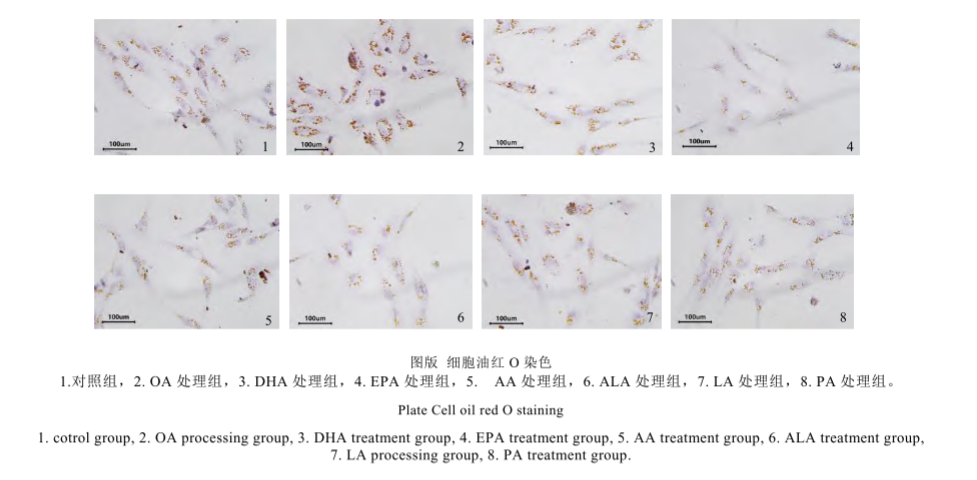 100um 1
100um 2
100um 3
100um 4
100um 5
100um 6
100um 7
100um 8
图版 细胞油红 O 染色
1.对照组，2. OA 处理组，3. DHA 处理组，4. EPA 处理组，5. AA 处理组，6. ALA 处理组，7. LA 处理组，8. PA 处理组。
Plate Cell oil red O staining
1. cotrol group, 2. OA processing group, 3. DHA treatment group, 4. EPA treatment group, 5. AA treatment group, 6. ALA treatment group,
7. LA processing group, 8. PA treatment group.